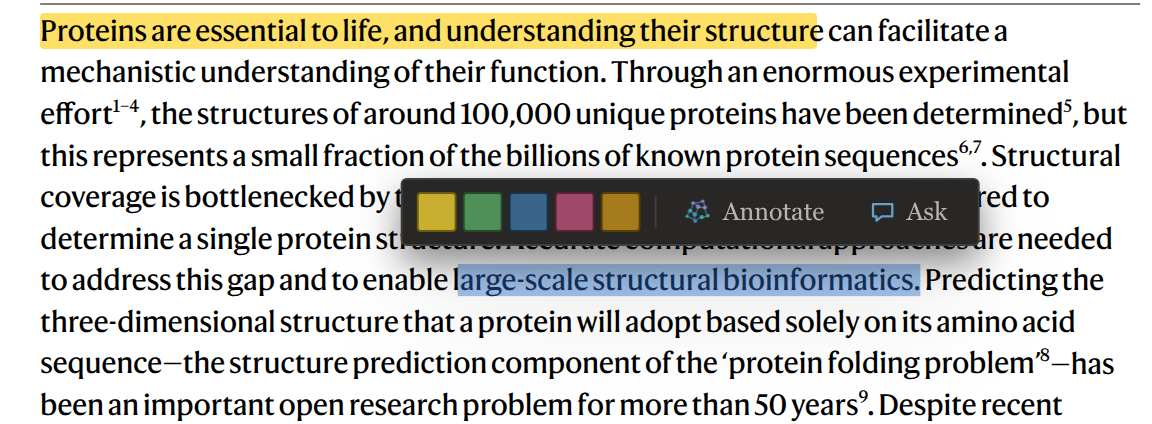 Proteins are essential to life, and understanding their structure can facilitate a
mechanistic understanding of their function. Through an enormous experimental
effort¹⁻⁴, the structures of around 100,000 unique proteins have been determined⁵, but
this represents a small fraction of the billions of known protein sequences⁶,⁷. Structural
coverage is bottlenecked by
Annotate Ask
red to
determine a single protein structure. Accurate computational approaches are needed
to address this gap and to enable large-scale structural bioinformatics. Predicting the
three-dimensional structure that a protein will adopt based solely on its amino acid
sequence—the structure prediction component of the ‘protein folding problem’⁸—has
been an important open research problem for more than 50 years⁹. Despite recent